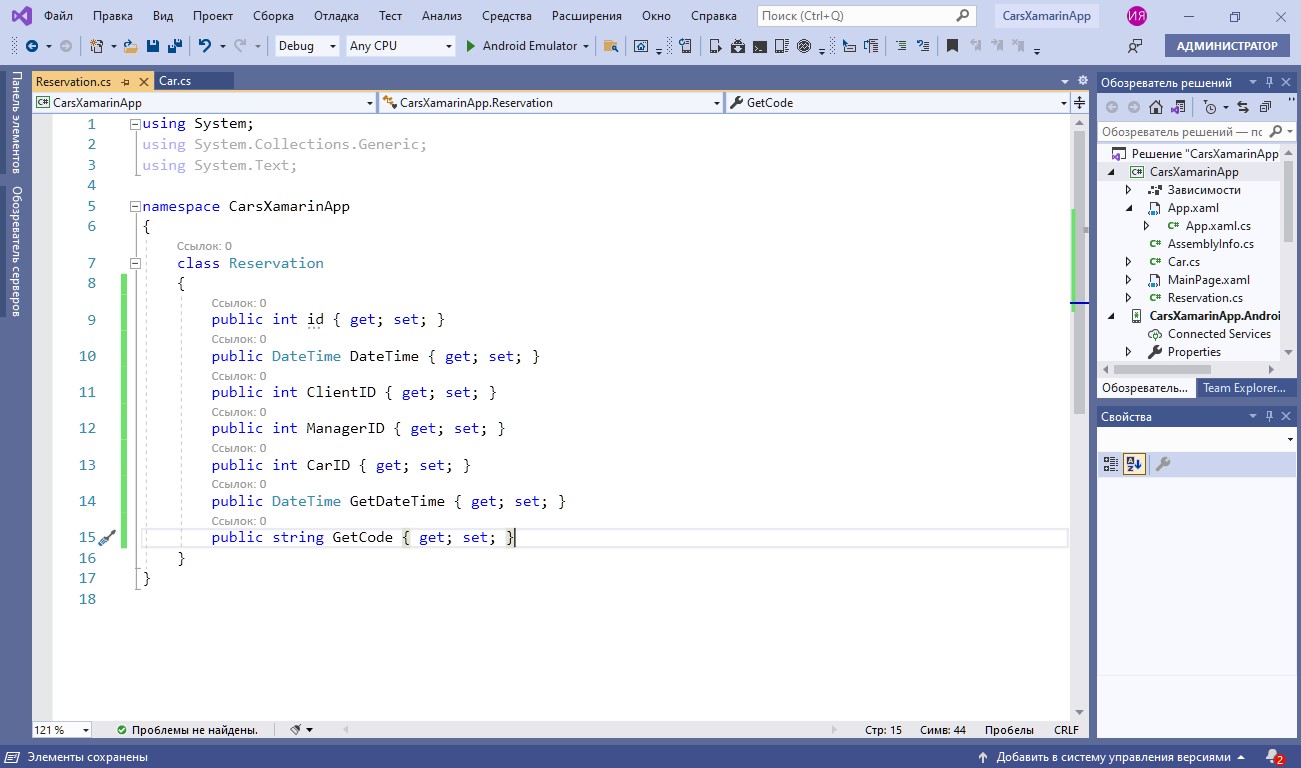 Файл Правка Вид Проект Сборка Отладка Тест Анализ Средства Расширения Окно Справка Поиск (Ctrl+Q) CarsXamarinApp ИЯ
Debug Any CPU Android Emulator АДМИНИСТРАТОР
Панель элементов
Обозреватель серверов
Reservation.cs Car.cs
CarsXamarinApp CarsXamarinApp.Reservation GetCode
1 using System;
2 using System.Collections.Generic;
3 using System.Text;
4
5 namespace CarsXamarinApp
6 {
Ссылок: 0
7 class Reservation
8 {
Ссылок: 0
9 public int id { get; set; }
Ссылок: 0
10 public DateTime DateTime { get; set; }
Ссылок: 0
11 public int ClientID { get; set; }
Ссылок: 0
12 public int ManagerID { get; set; }
Ссылок: 0
13 public int CarID { get; set; }
Ссылок: 0
14 public DateTime GetDateTime { get; set; }
Ссылок: 0
15 public string GetCode { get; set; }
16 }
17 }
18
121 % Проблемы не найдены. Стр: 15 Симв: 44 Пробелы CRLF
Обозреватель решений
Обозреватель решений — пс
Решение "CarsXamarinApp
CarsXamarinApp
Зависимости
App.xaml
C# App.xaml.cs
C# AssemblyInfo.cs
C# Car.cs
MainPage.xaml
C# Reservation.cs
CarsXamarinApp.Androi
Connected Services
Properties
Обозреватель... Team Explorer...
Свойства
Элементы сохранены Добавить в систему управления версиями 2